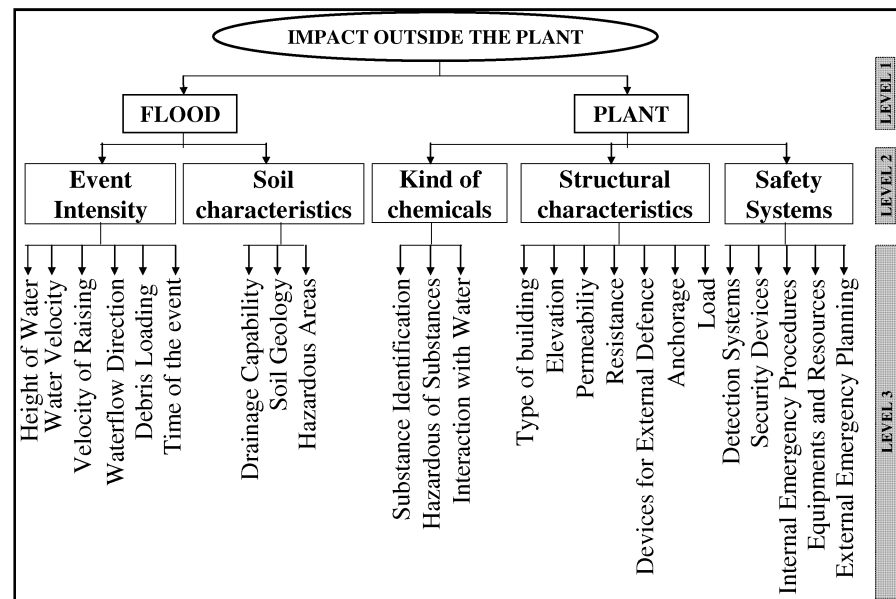 IMPACT OUTSIDE THE PLANT
LEVEL 1
FLOOD
PLANT
LEVEL 2
Event
Intensity
Soil
characteristics
Kind of
chemicals
Structural
characteristics
Safety
Systems
LEVEL 3
Height of Water
Water Velocity
Velocity of Raising
Waterflow Direction
Debris Loading
Time of the event
Drainage Capability
Soil Geology
Hazardous Areas
Substance Identification
Hazardous of Substances
Interaction with Water
Type of building
Elevation
Permeabiliy
Resistance
Devices for External Defence
Anchorage
Load
Detection Systems
Security Devices
Internal Emergency Procedures
Equipments and Resources
External Emergency Planning